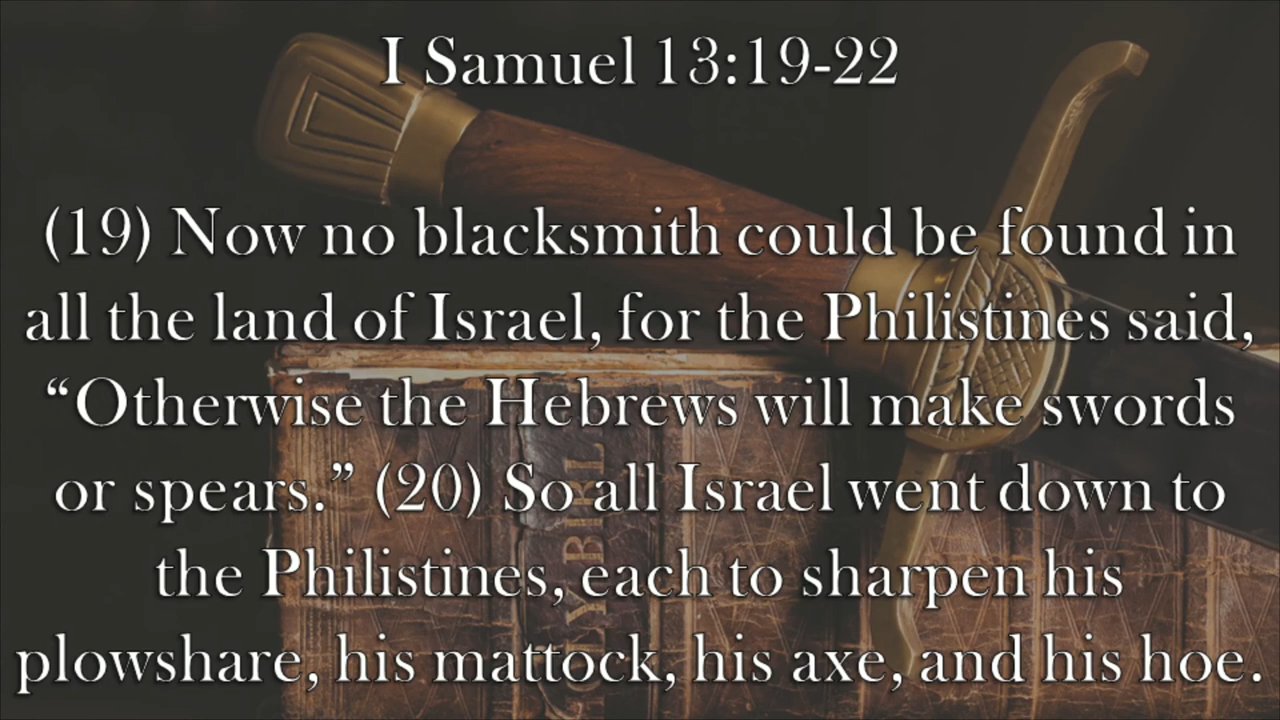 I Samuel 13:19-22
(19) Now no blacksmith could be found in
all the land of Israel, for the Philistines said,
“Otherwise the Hebrews will make swords
or spears.” (20) So all Israel went down to
the Philistines, each to sharpen his
plowshare, his mattock, his axe, and his hoe.